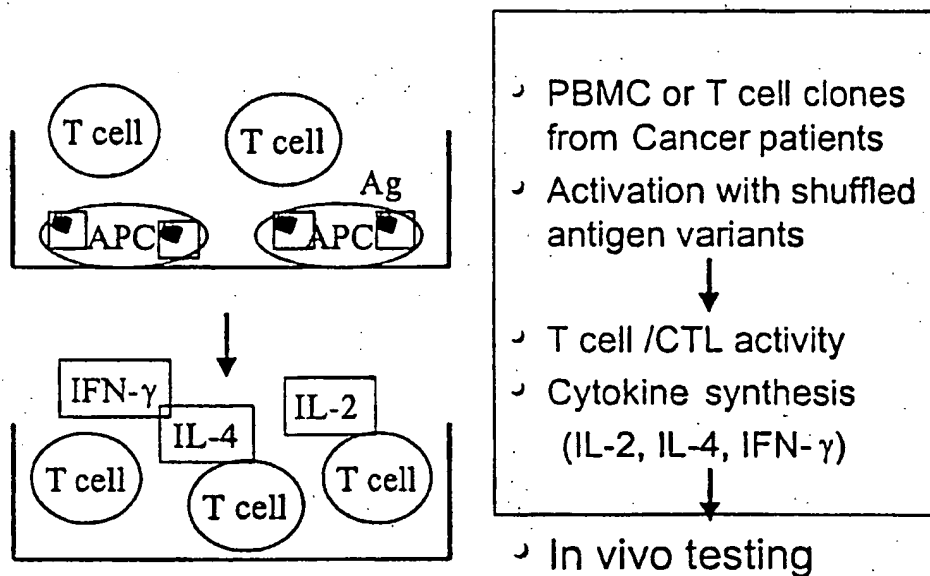 T cell
T cell
Ag
APC
APC
IFN-γ
IL-2
IL-4
T cell
T cell
T cell
PBMC or T cell clones
from Cancer patients
Activation with shuffled
antigen variants
T cell /CTL activity
Cytokine synthesis
(IL-2, IL-4, IFN-γ)
In vivo testing